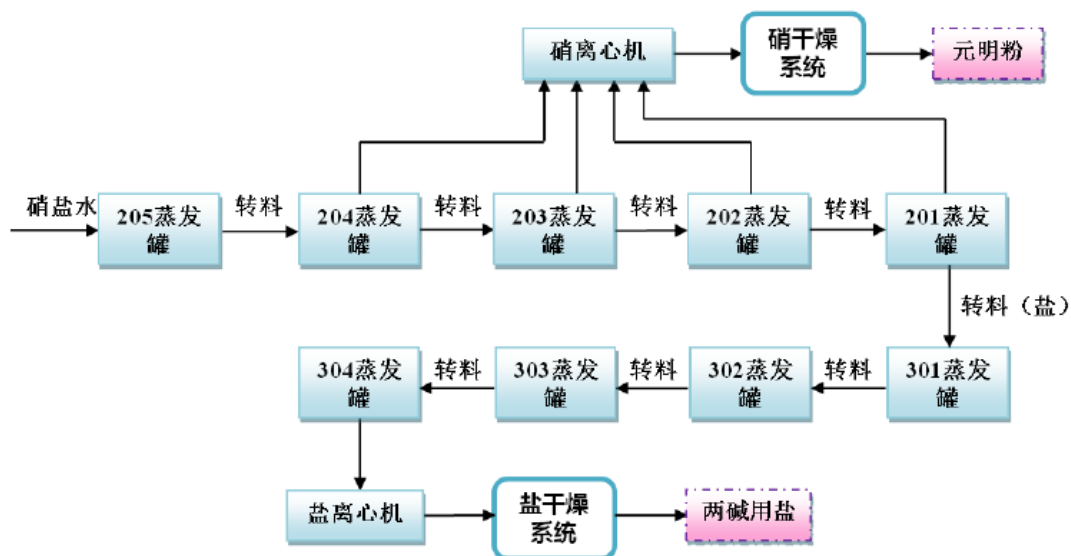 硝离心机
硝干燥
系统
元明粉
硝盐水
205蒸发
罐
转料
204蒸发
罐
转料
203蒸发
罐
转料
202蒸发
罐
转料
201蒸发
罐
转料（盐）
304蒸发
罐
转料
303蒸发
罐
转料
302蒸发
罐
转料
301蒸发
罐
盐离心机
盐干燥
系统
两碱用盐